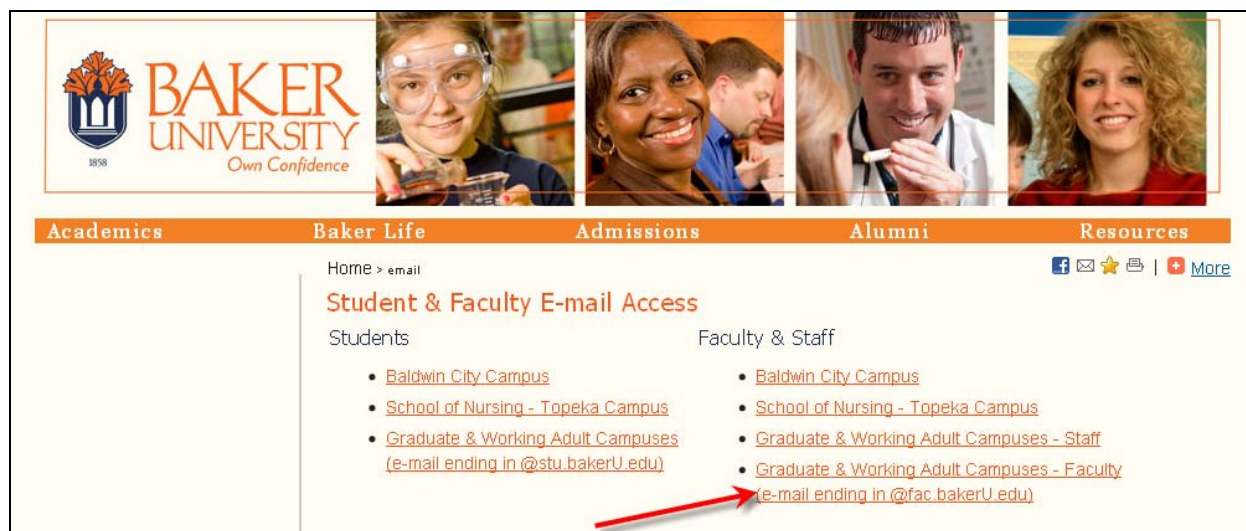 BAKER
UNIVERSITY
Own Confidence
1858
Academics Baker Life Admissions Alumni Resources
Home > email | More
Student & Faculty E-mail Access
Students
Baldwin City Campus
School of Nursing - Topeka Campus
Graduate & Working Adult Campuses
(e-mail ending in @stu.bakerU.edu)
Faculty & Staff
Baldwin City Campus
School of Nursing - Topeka Campus
Graduate & Working Adult Campuses - Staff
Graduate & Working Adult Campuses - Faculty
(e-mail ending in @fac.bakerU.edu)